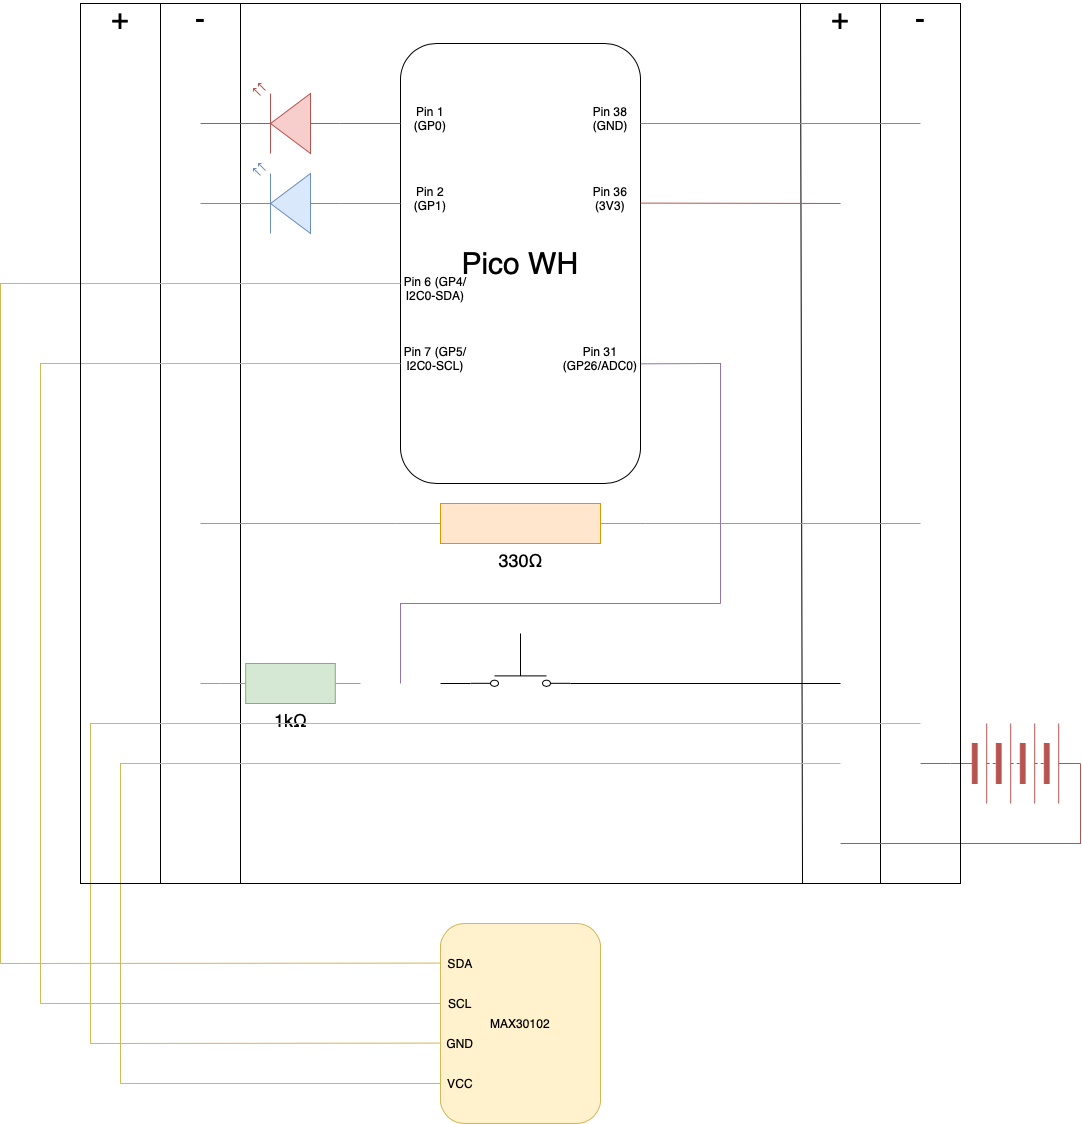 +
-
+
-
Pin 1
(GP0)
Pin 38
(GND)
Pin 2
(GP1)
Pin 36
(3V3)
Pico WH
Pin 6 (GP4/
I2C0-SDA)
Pin 7 (GP5/
I2C0-SCL)
Pin 31
(GP26/ADC0)
330Ω
1kΩ
SDA
SCL
MAX30102
GND
VCC